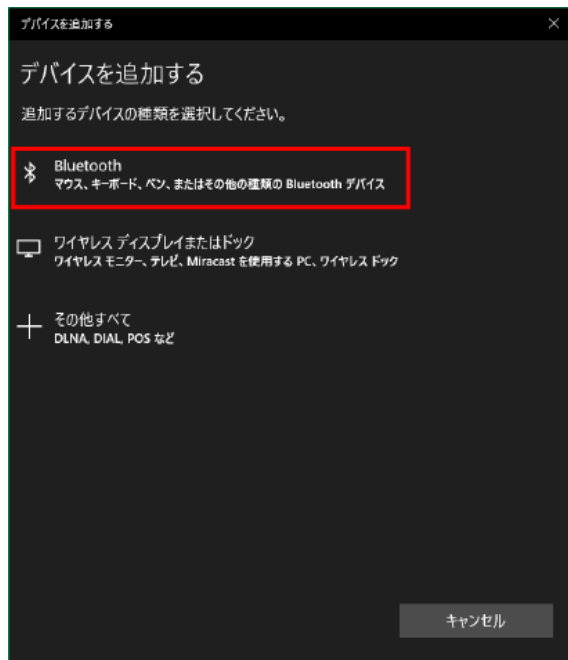 デバイスを追加する
デバイスを追加する
追加するデバイスの種類を選択してください。
Bluetooth
マウス、キーボード、ペン、またはその他の種類の Bluetooth デバイス
ワイヤレス ディスプレイまたはドック
ワイヤレス モニター、テレビ、Miracast を使用する PC、ワイヤレス ドック
その他すべて
DLNA, DIAL, POS など
キャンセル